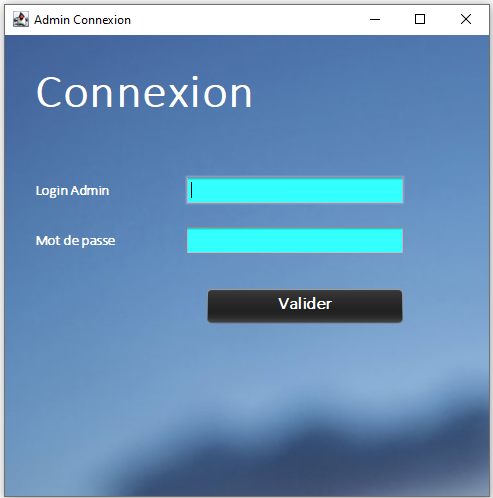 Admin Connexion
Connexion
Login Admin
Mot de passe
Valider